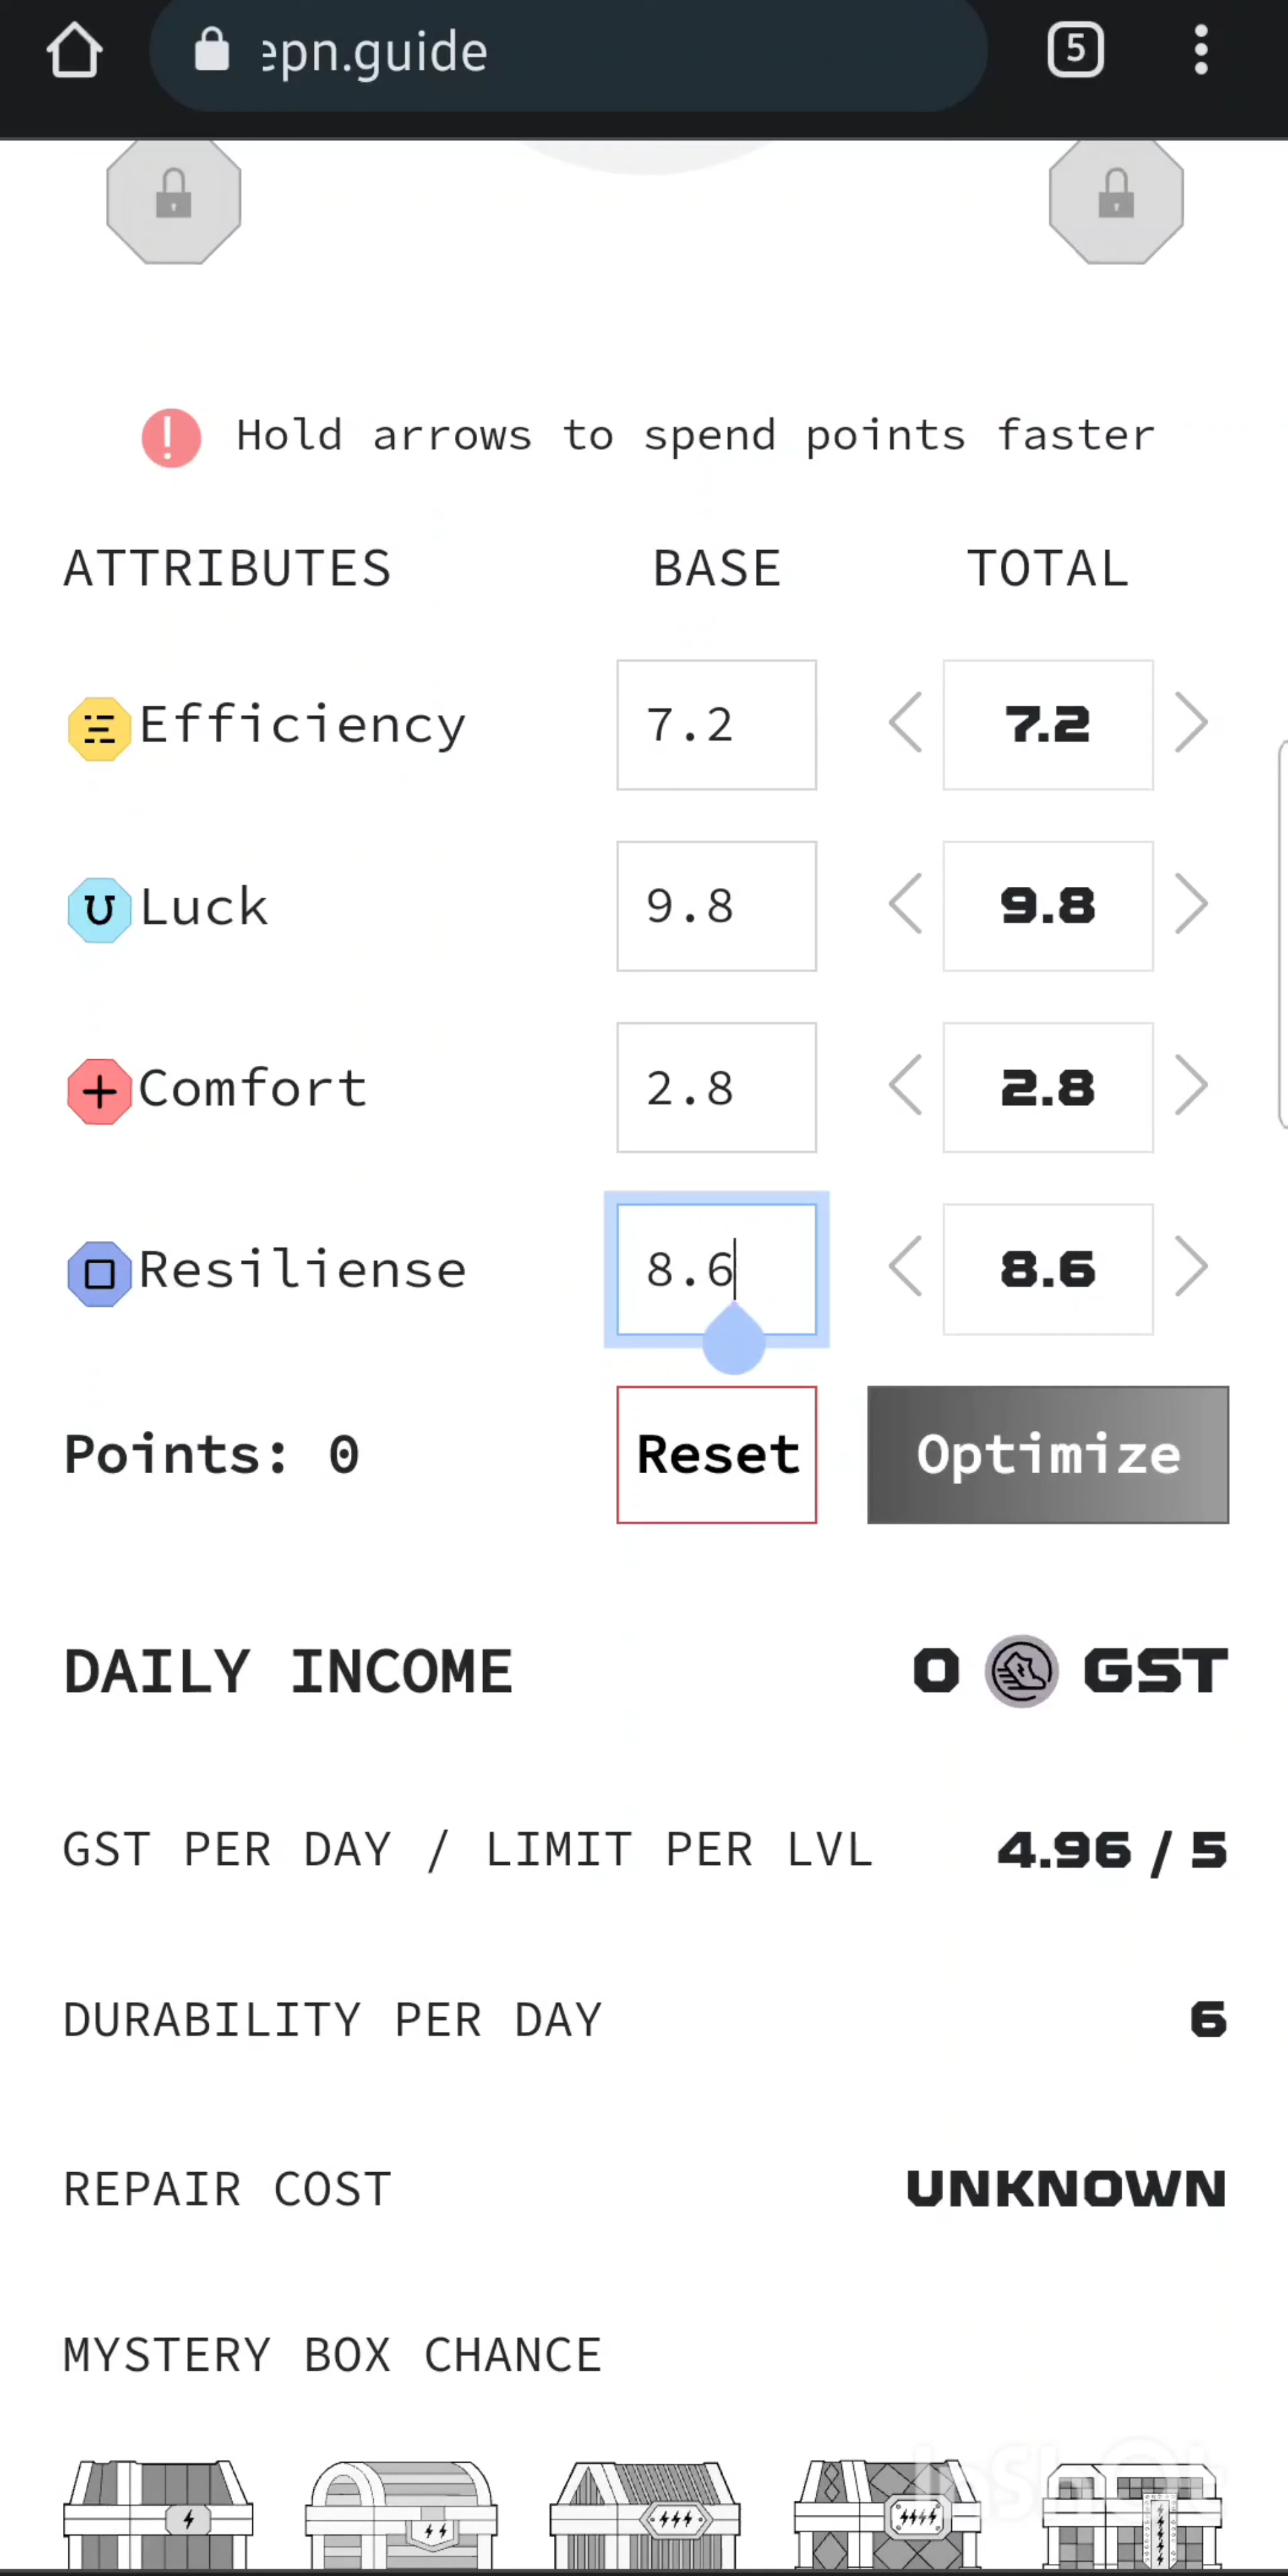 epn.guide
5
Hold arrows to spend points faster
ATTRIBUTES BASE TOTAL
Efficiency 7.2 7.2
Luck 9.8 9.8
Comfort 2.8 2.8
Resiliense 8.6 8.6
Points: 0 Reset Optimize
DAILY INCOME 0 GST
GST PER DAY / LIMIT PER LVL 4.96 / 5
DURABILITY PER DAY 6
REPAIR COST UNKNOWN
MYSTERY BOX CHANCE
InShot